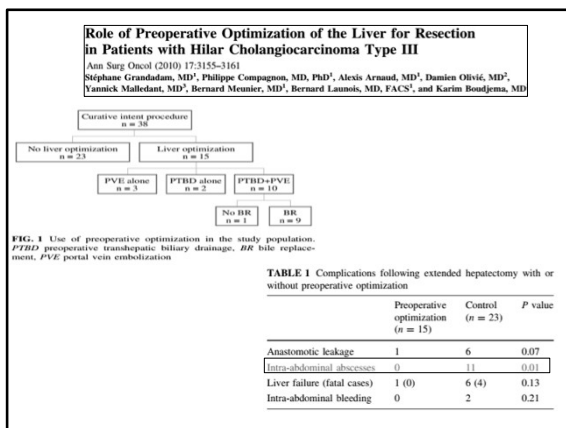 Role of Preoperative Optimization of the Liver for Resection
in Patients with Hilar Cholangiocarcinoma Type III
Ann Surg Oncol (2010) 17:3155–3161
Stéphane Grandadam, MD1, Philippe Compagnon, MD, PhD1, Alexis Arnaud, MD1, Damien Olivié, MD2,
Yannick Malledant, MD3, Bernard Meunier, MD1, Bernard Launois, MD, FACS1, and Karim Boudjema, MD
Curative intent procedure
n = 38
No liver optimization
n = 23
Liver optimization
n = 15
PVE alone
n = 3
PTBD alone
n = 2
PTBD+PVE
n = 10
No BR
n = 1
BR
n = 9
FIG. 1 Use of preoperative optimization in the study population.
PTBD preoperative transhepatic biliary drainage, BR bile replace-
ment, PVE portal vein embolization
TABLE 1 Complications following extended hepatectomy with or
without preoperative optimization
Preoperative optimization (n = 15) Control (n = 23) P value
Anastomotic leakage 1 6 0.07
Intra-abdominal abscesses 0 11 0.01
Liver failure (fatal cases) 1 (0) 6 (4) 0.13
Intra-abdominal bleeding 0 2 0.21